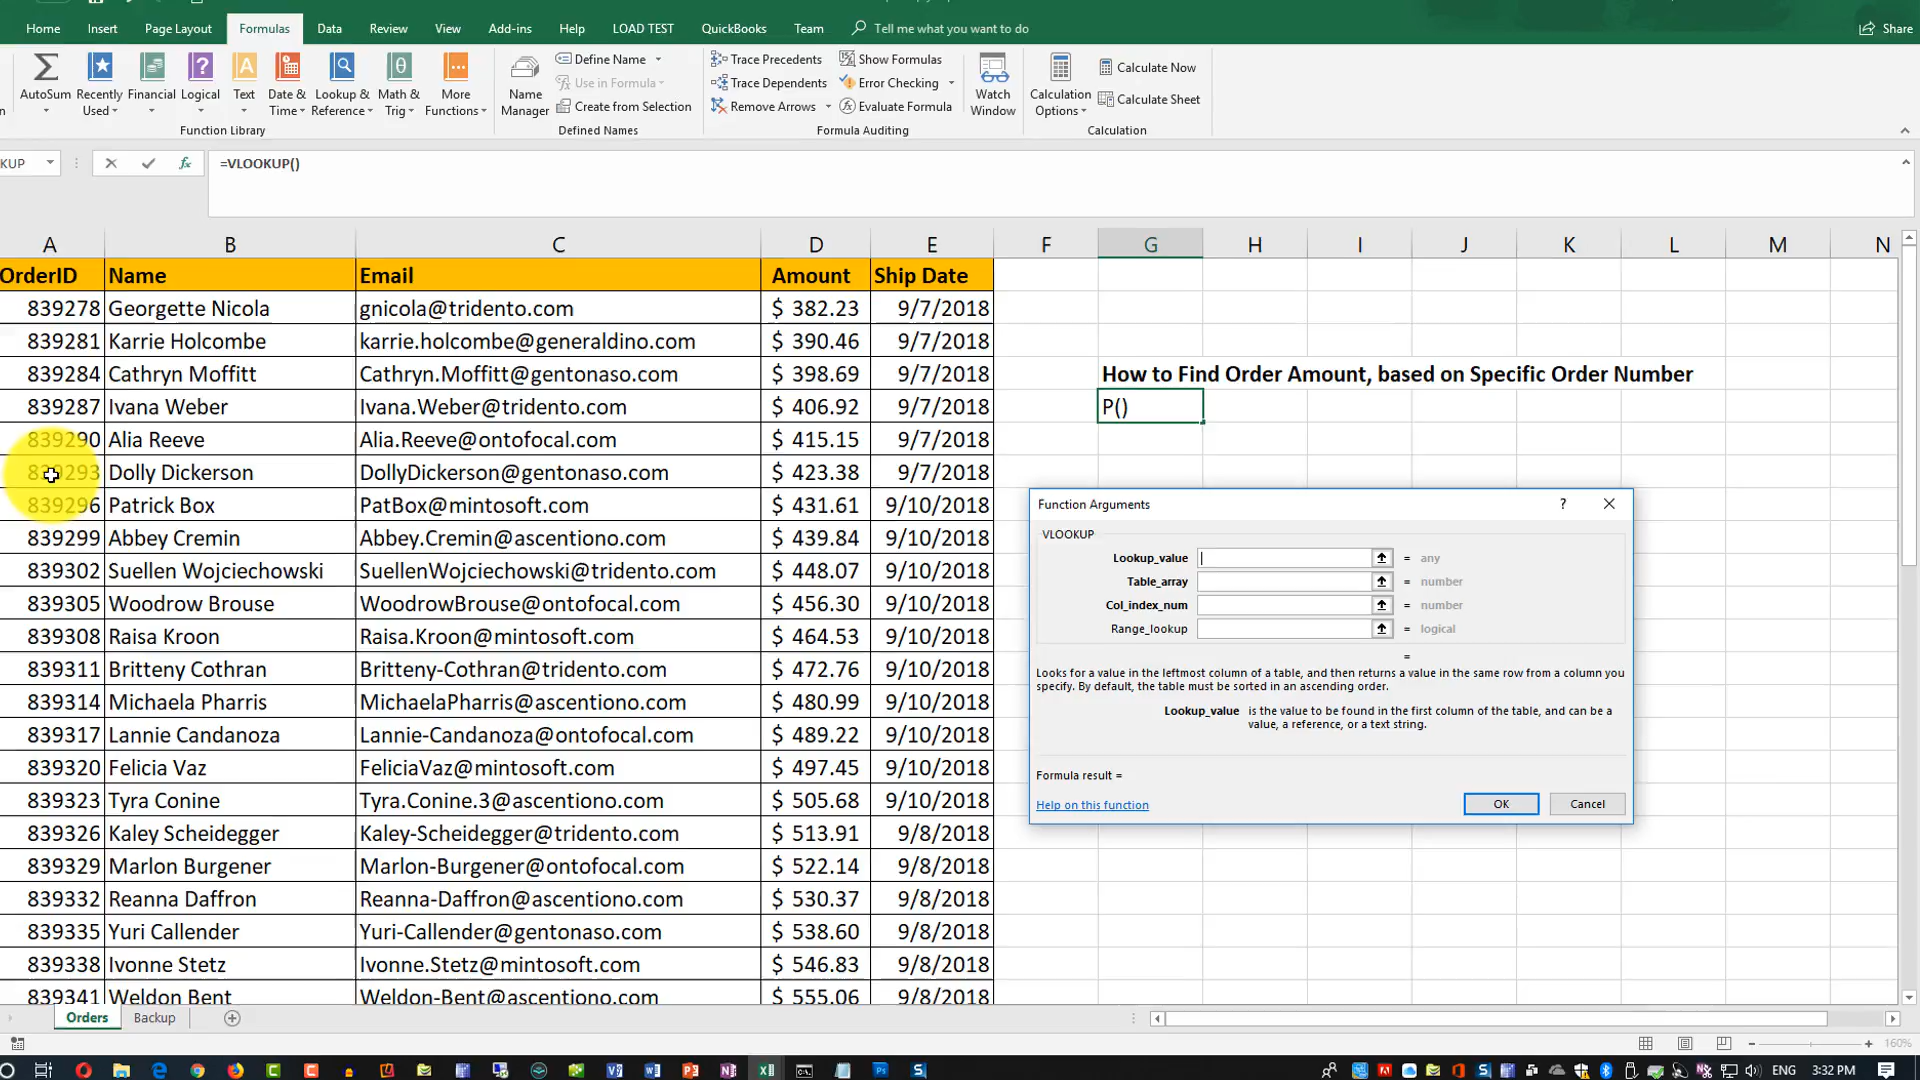 Home Insert Page Layout Formulas Data Review View Add-ins Help LOAD TEST QuickBooks Team Tell me what you want to do Share
AutoSum Recently Used Financial Logical Text Date & Time Lookup & Reference Math & Trig More Functions
Function Library
Name Manager Define Name Use in Formula Create from Selection
Defined Names
Trace Precedents Show Formulas
Trace Dependents Error Checking
Remove Arrows Evaluate Formula
Formula Auditing
Watch Window
Calculation Options Calculate Now Calculate Sheet
Calculation
KUP fx =VLOOKUP()
A B C D E F G H I J K L M N
OrderID Name Email Amount Ship Date
839278 Georgette Nicola gnicola@tridento.com $ 382.23 9/7/2018
839281 Karrie Holcombe karrie.holcombe@generaldino.com $ 390.46 9/7/2018
839284 Cathryn Moffitt Cathryn.Moffitt@gentonaso.com $ 398.69 9/7/2018 How to Find Order Amount, based on Specific Order Number
839287 Ivana Weber Ivana.Weber@tridento.com $ 406.92 9/7/2018 P()
839290 Alia Reeve Alia.Reeve@ontofocal.com $ 415.15 9/7/2018
839293 Dolly Dickerson DollyDickerson@gentonaso.com $ 423.38 9/7/2018
839296 Patrick Box PatBox@mintosoft.com $ 431.61 9/10/2018
839299 Abbey Cremin Abbey.Cremin@ascentiono.com $ 439.84 9/10/2018
839302 Suellen Wojciechowski SuellenWojciechowski@tridento.com $ 448.07 9/10/2018
839305 Woodrow Brouse WoodrowBrouse@ontofocal.com $ 456.30 9/10/2018
839308 Raisa Kroon Raisa.Kroon@mintosoft.com $ 464.53 9/10/2018
839311 Britteny Cothran Britteny-Cothran@tridento.com $ 472.76 9/10/2018
839314 Michaela Pharris MichaelaPharris@ascentiono.com $ 480.99 9/10/2018
839317 Lannie Candanoza Lannie-Candanoza@ontofocal.com $ 489.22 9/10/2018
839320 Felicia Vaz FeliciaVaz@mintosoft.com $ 497.45 9/10/2018
839323 Tyra Conine Tyra.Conine.3@ascentiono.com $ 505.68 9/10/2018
839326 Kaley Scheidegger Kaley-Scheidegger@tridento.com $ 513.91 9/8/2018
839329 Marlon Burgener Marlon-Burgener@ontofocal.com $ 522.14 9/8/2018
839332 Reanna Daffron Reanna-Daffron@ascentiono.com $ 530.37 9/8/2018
839335 Yuri Callender Yuri-Callender@gentonaso.com $ 538.60 9/8/2018
839338 Ivonne Stetz Ivonne.Stetz@mintosoft.com $ 546.83 9/8/2018
839341 Weldon Bent Weldon-Bent@ascentiono.com $ 555.06 9/8/2018
Function Arguments ?
VLOOKUP
Lookup_value = any
Table_array = number
Col_index_num = number
Range_lookup = logical
=
Looks for a value in the leftmost column of a table, and then returns a value in the same row from a column you
specify. By default, the table must be sorted in an ascending order.
Lookup_value is the value to be found in the first column of the table, and can be a
value, a reference, or a text string.
Formula result =
Help on this function OK Cancel
Orders Backup
160%
ENG 3:32 PM